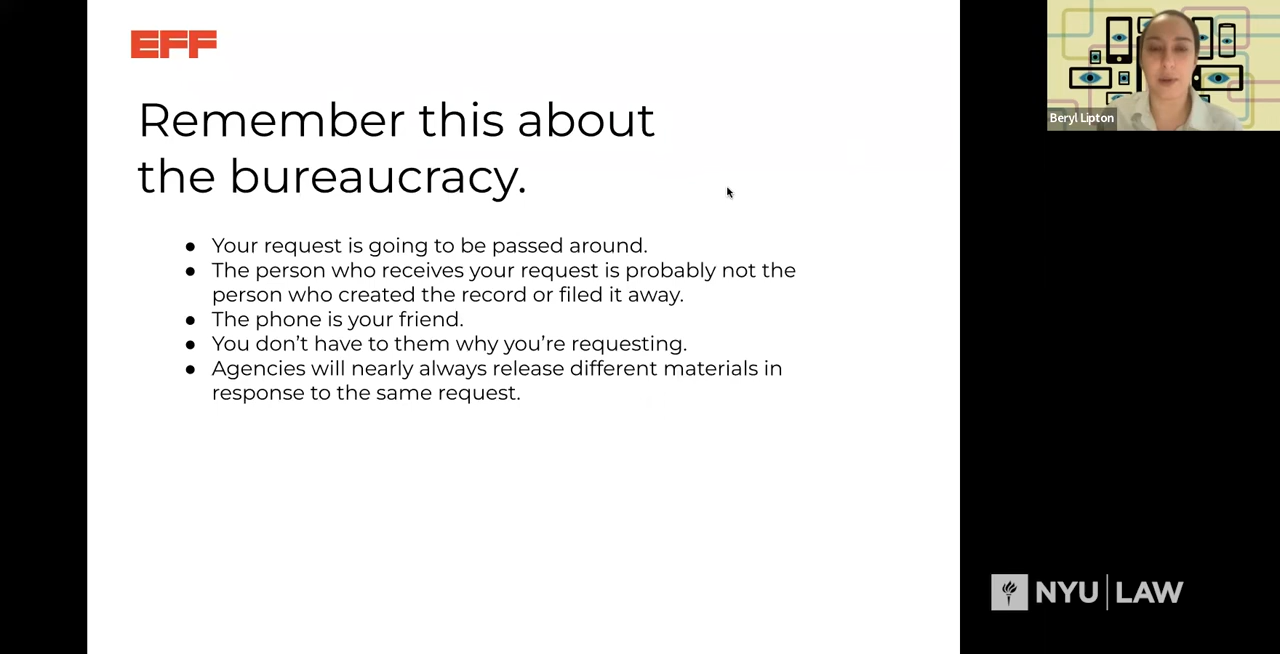 EFF
Remember this about
the bureaucracy.
● Your request is going to be passed around.
● The person who receives your request is probably not the
person who created the record or filed it away.
● The phone is your friend.
● You don’t have to them why you’re requesting.
● Agencies will nearly always release different materials in
response to the same request.
Beryl Lipton
NYU | LAW